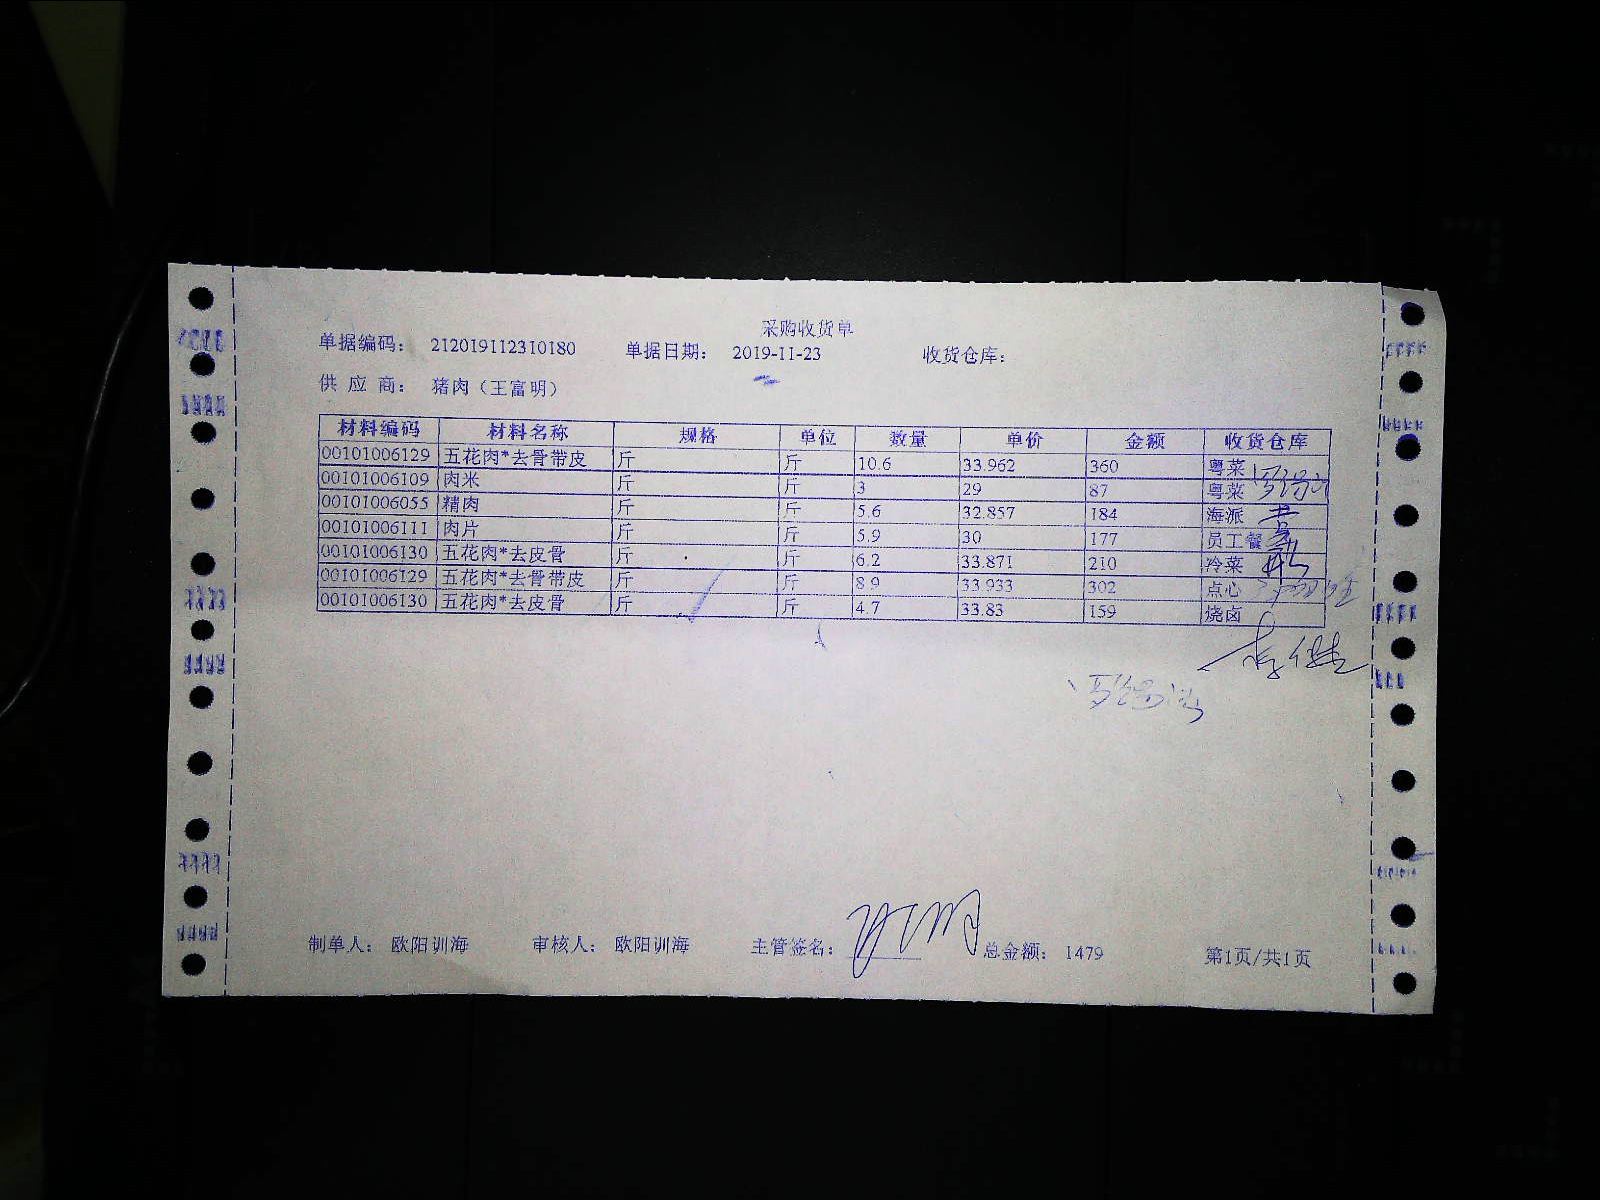 采购收货单
单据编码： 212019112310180 单据日期： 2019-11-23 收货仓库：
供 应 商： 猪肉（王富明）
材料编码 材料名称 规格 单位 数量 单价 金额 收货仓库
00101006129 五花肉*去骨带皮 斤 斤 10.6 33.962 360 粤菜
00101006109 肉米 斤 斤 3 29 87 粤菜
00101006055 精肉 斤 斤 5.6 32.857 184 海派
00101006111 肉片 斤 斤 5.9 30 177 员工餐
00101006130 五花肉*去皮骨 斤 斤 6.2 33.871 210 冷菜
00101006129 五花肉*去骨带皮 斤 斤 8.9 33.933 302 点心
00101006130 五花肉*去皮骨 斤 斤 4.7 33.83 159 烧卤
制单人： 欧阳训海 审核人： 欧阳训海 主管签名： 总金额： 1479 第1页/共1页